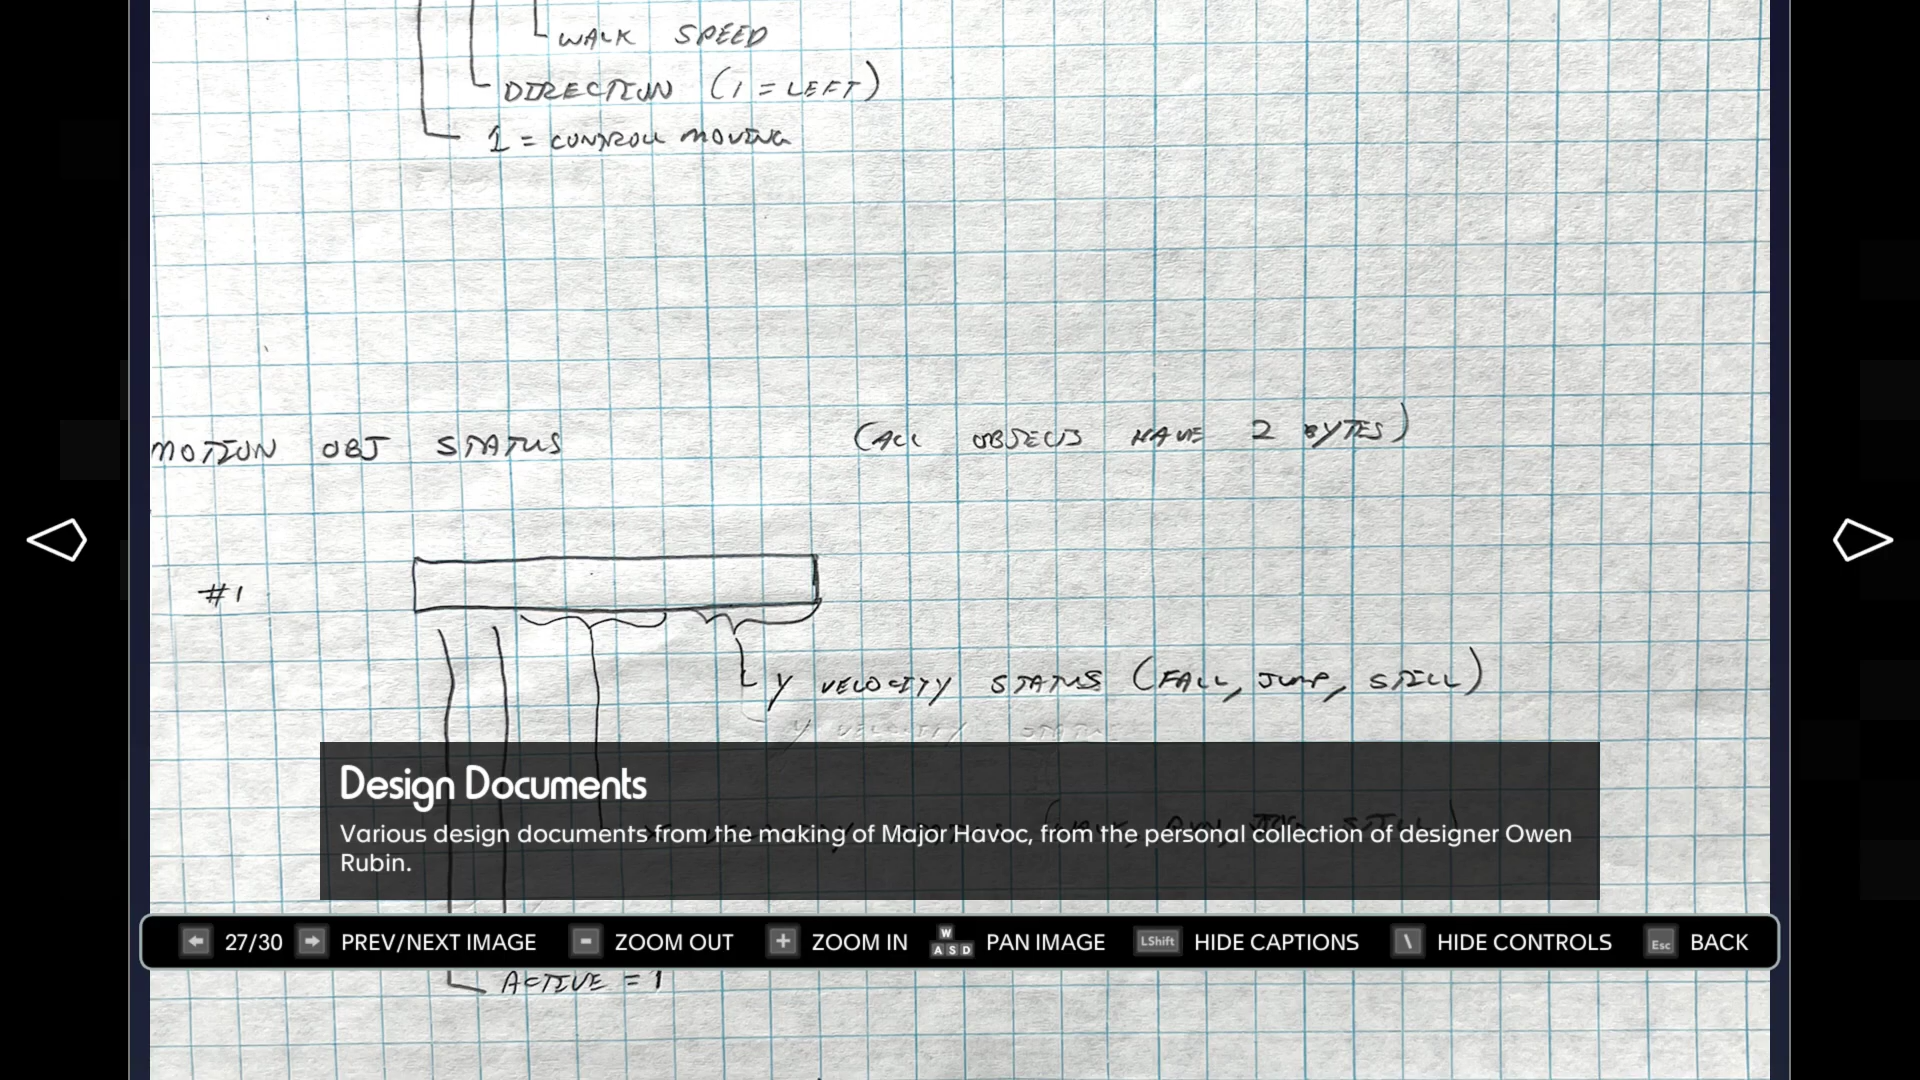 WALK SPEED
DIRECTION (1 = LEFT)
1 = CONTROLL MOVING
MOTION OBJ STATUS (ALL OBJECTS HAVE 2 BYTES)
#1
Y VELOCITY STATUS (FALL, JUMP, STILL)
Y VELOCITY STATUS
Design Documents
Various design documents from the making of Major Havoc, from the personal collection of designer Owen
Rubin.
27/30 PREV/NEXT IMAGE - ZOOM OUT + ZOOM IN W A S D PAN IMAGE LShift HIDE CAPTIONS \ HIDE CONTROLS Esc BACK
ACTIVE = 1